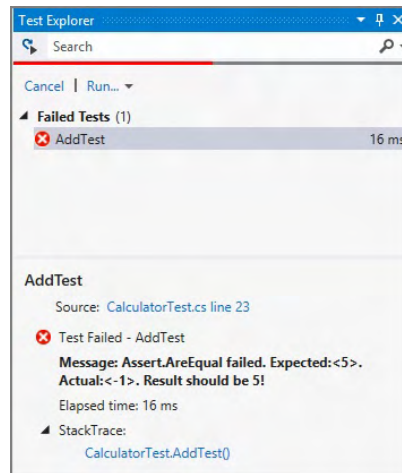 Test Explorer
Search
Cancel | Run...
Failed Tests (1)
AddTest 16 ms
AddTest
Source: CalculatorTest.cs line 23
Test Failed - AddTest
Message: Assert.AreEqual failed. Expected:<5>.
Actual:<-1>. Result should be 5!
Elapsed time: 16 ms
StackTrace:
CalculatorTest.AddTest()